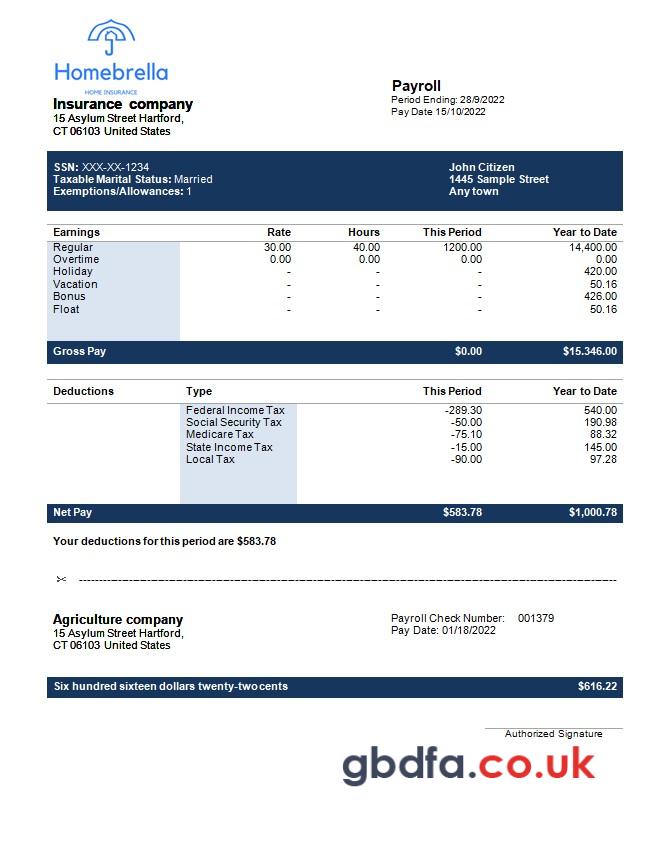 Homebrella
HOME INSURANCE
Insurance company
15 Asylum Street Hartford,
CT 06103 United States
Payroll
Period Ending: 28/9/2022
Pay Date 15/10/2022
SSN: XXX-XX-1234
Taxable Marital Status: Married
Exemptions/Allowances: 1
John Citizen
1445 Sample Street
Any town
Earnings Rate Hours This Period Year to Date
Regular 30.00 40.00 1200.00 14,400.00
Overtime 0.00 0.00 0.00 0.00
Holiday - - - 420.00
Vacation - - - 50.16
Bonus - - - 426.00
Float - - - 50.16
Gross Pay $0.00 $15.346.00
Deductions Type This Period Year to Date
Federal Income Tax -289.30 540.00
Social Security Tax -50.00 190.98
Medicare Tax -75.10 88.32
State Income Tax -15.00 145.00
Local Tax -90.00 97.28
Net Pay $583.78 $1,000.78
Your deductions for this period are $583.78
Agriculture company
15 Asylum Street Hartford,
CT 06103 United States
Payroll Check Number: 001379
Pay Date: 01/18/2022
Six hundred sixteen dollars twenty-two cents $616.22
Authorized Signature
gbdfa.co.uk